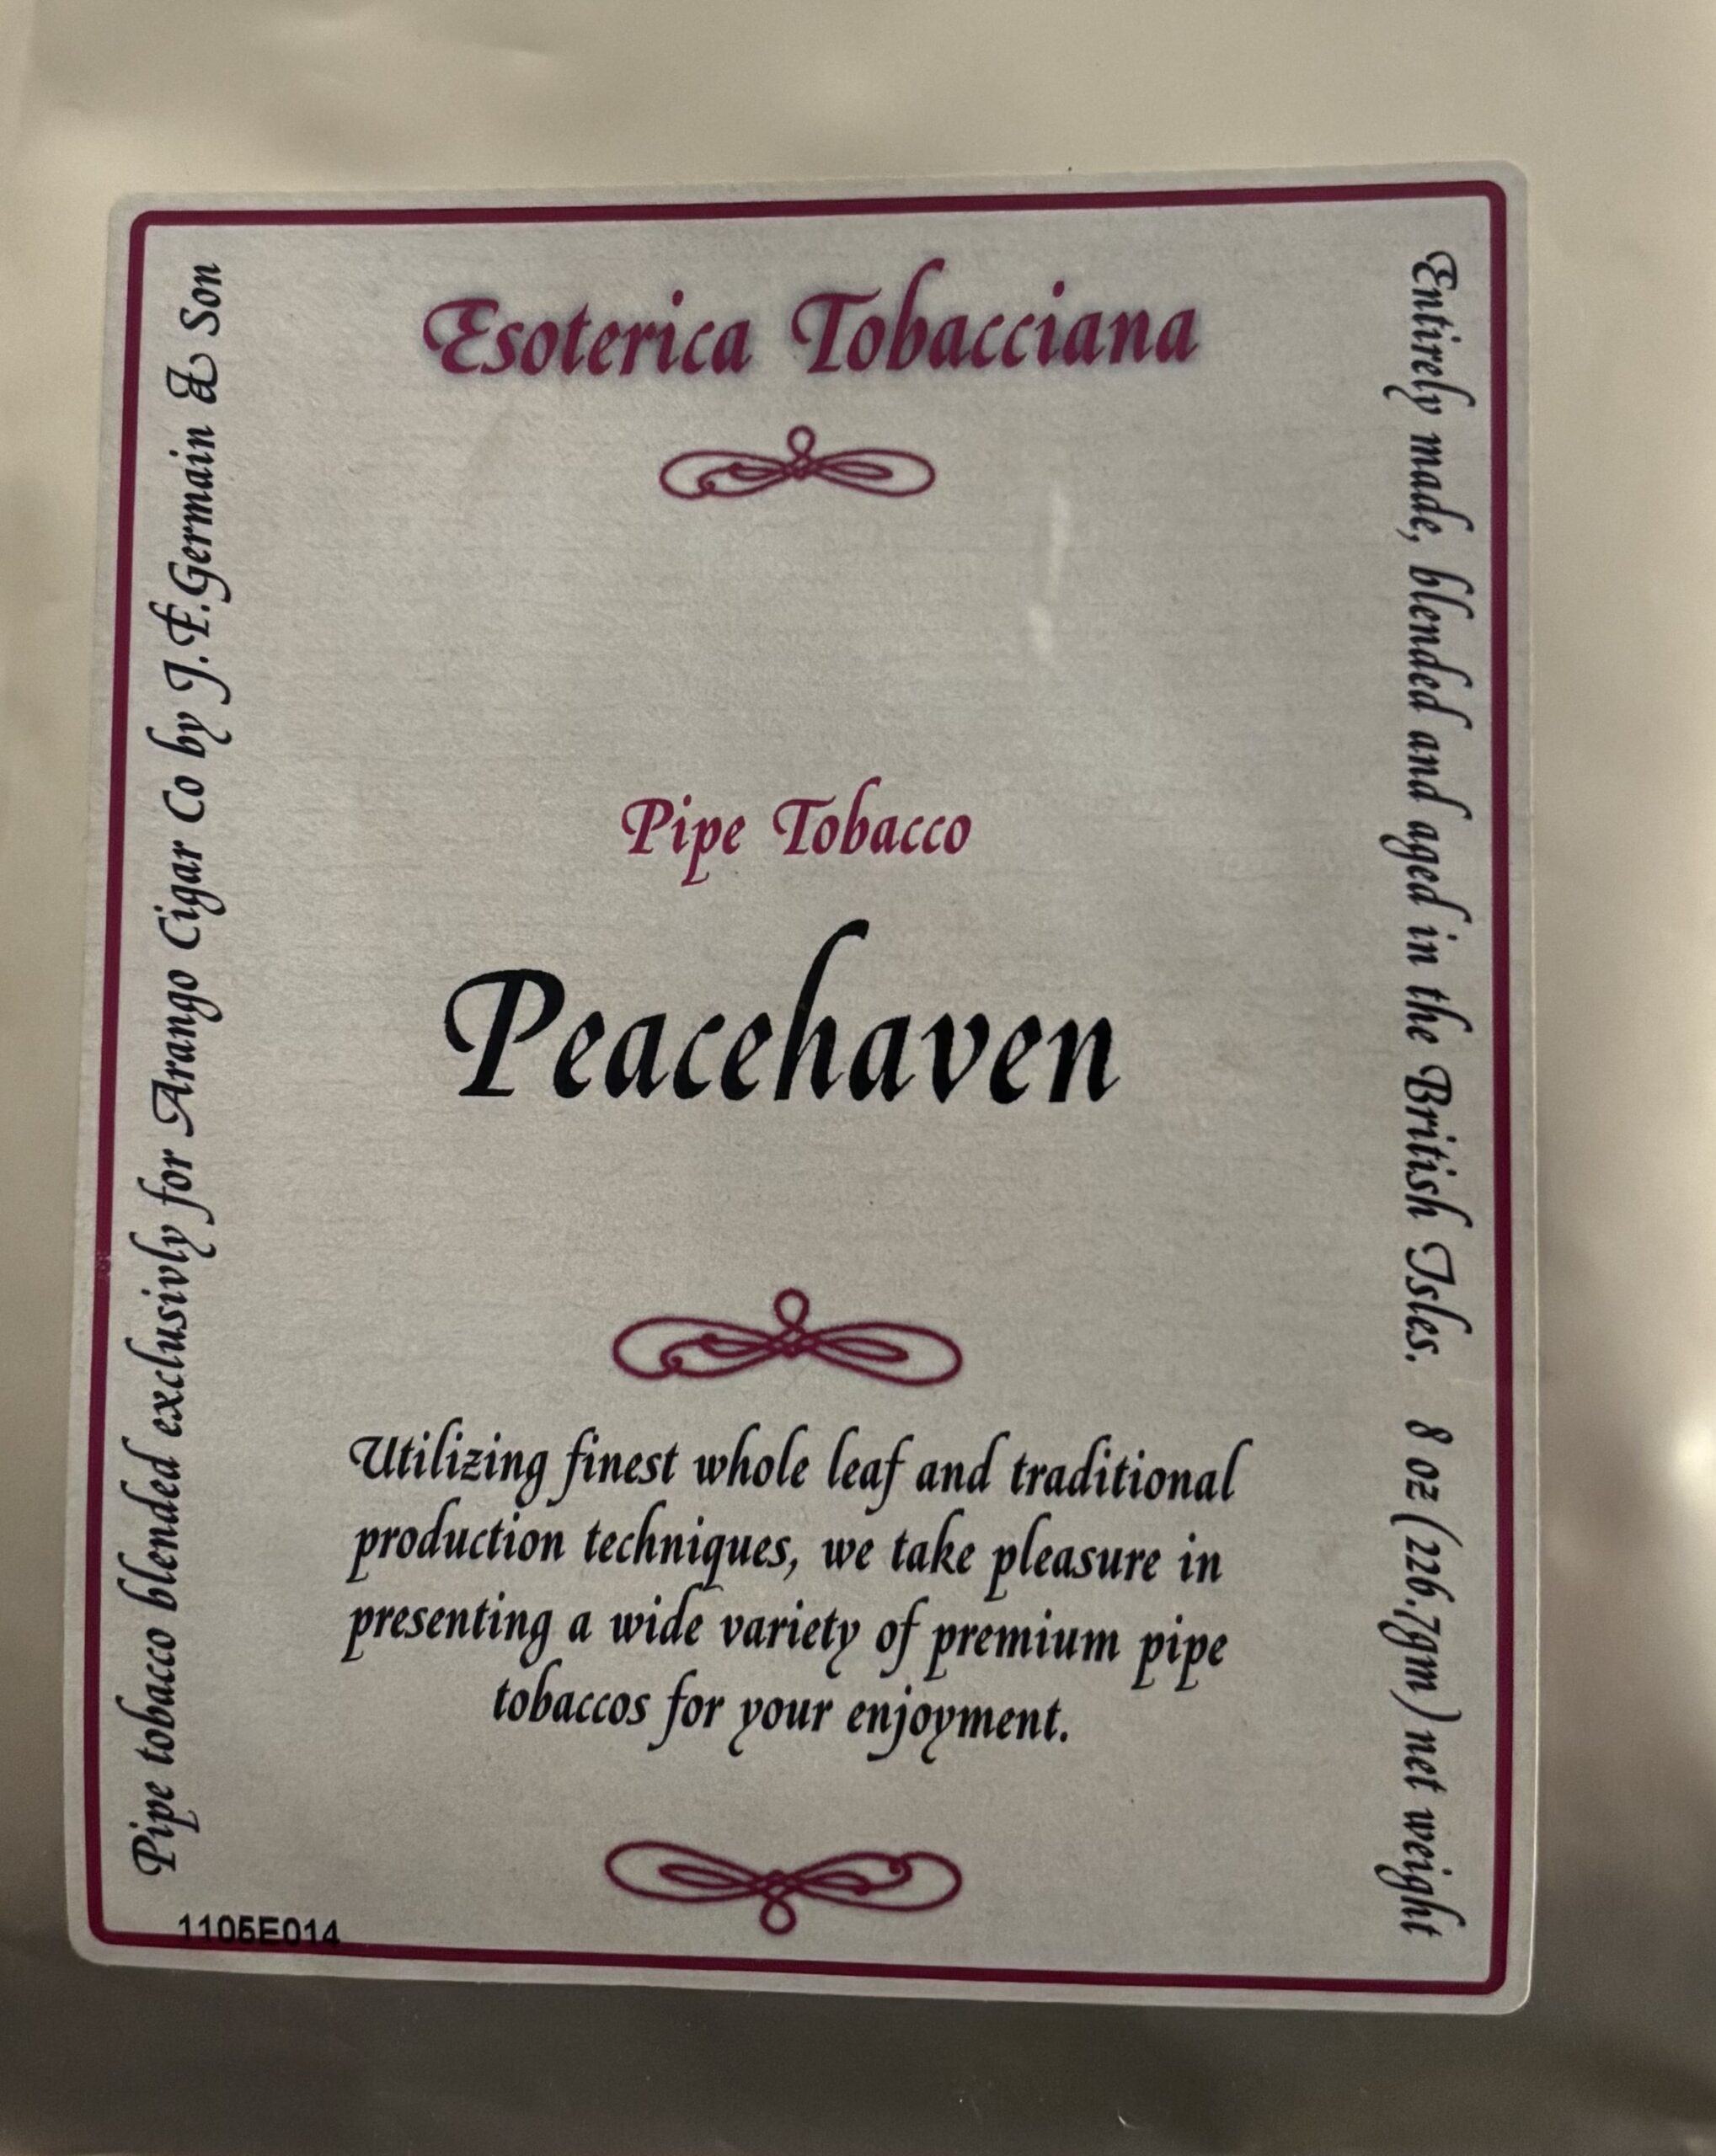 Esoterica Tobacciana
Pipe Tobacco
Peacehaven
Utilizing finest whole leaf and traditional
production techniques, we take pleasure in
presenting a wide variety of premium pipe
tobaccos for your enjoyment.
Pipe tobacco blended exclusivly for Arango Cigar Co by J.F.Germain & Son
Entirely made, blended and aged in the British Isles. 8 oz (226.7gm) net weight
1105E014